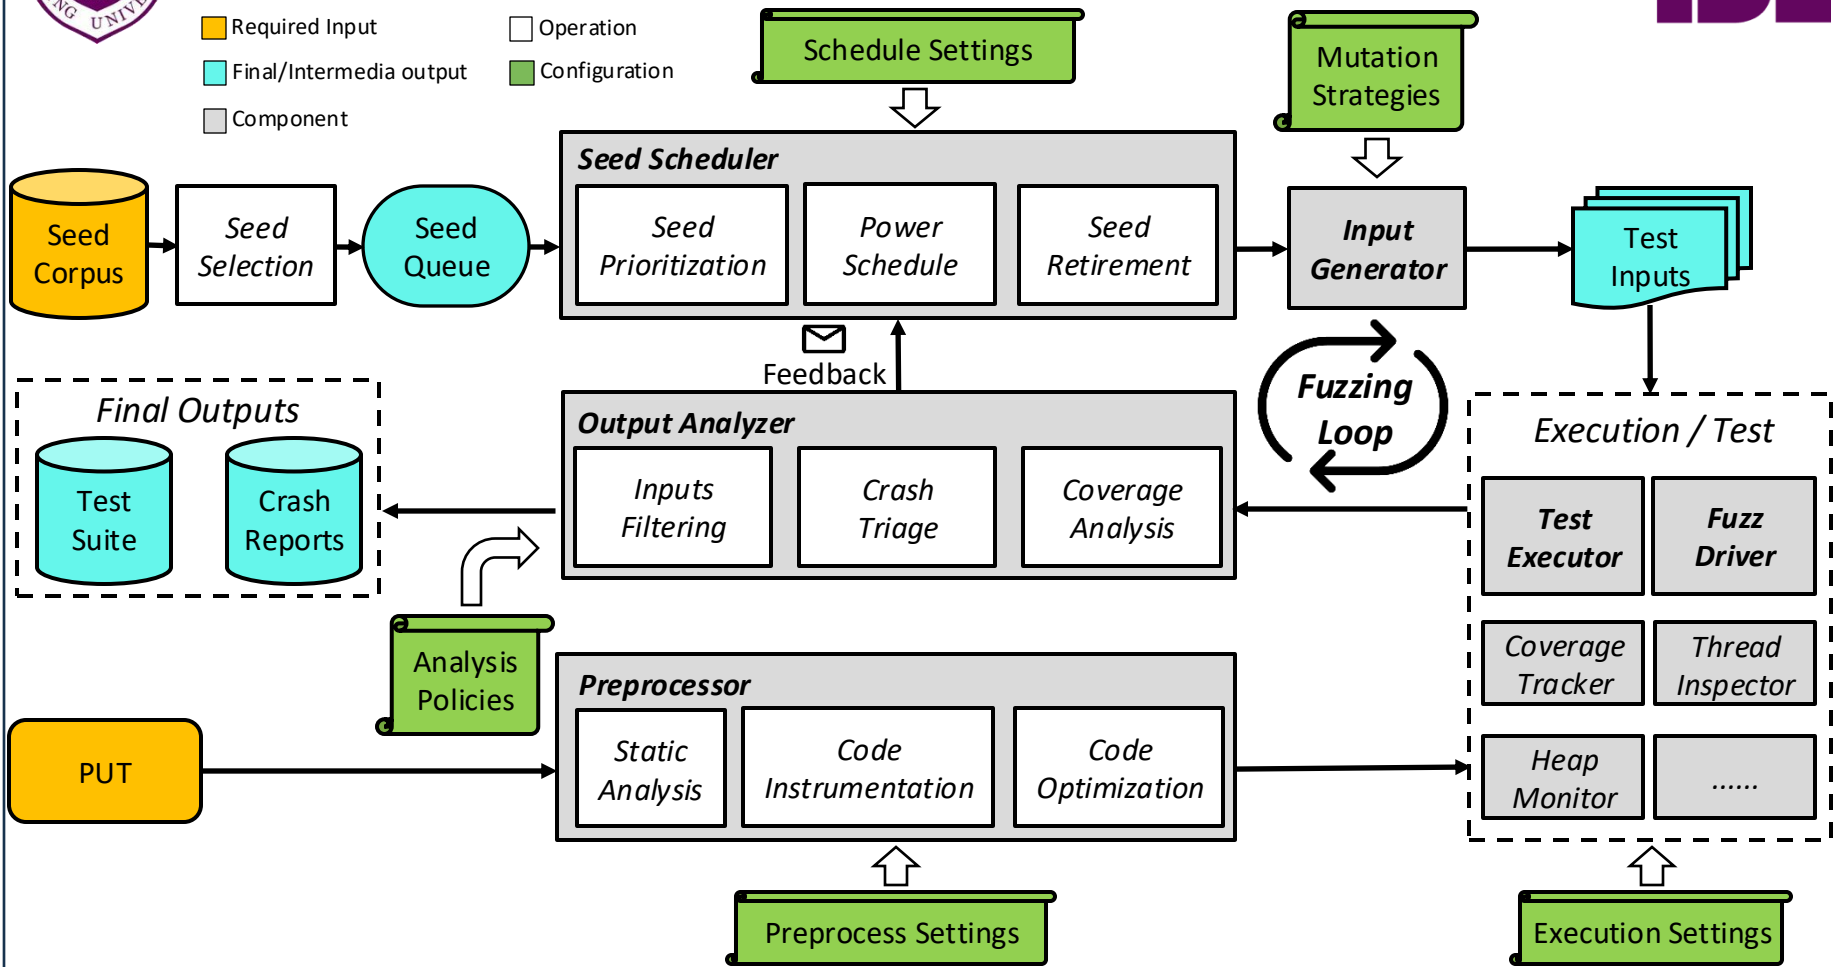 NG UNIVE
Required Input
Operation
Final/Intermedia output
Configuration
Component
Schedule Settings
Mutation
Strategies
Seed
Corpus
Seed
Selection
Seed
Queue
Seed Scheduler
Seed
Prioritization
Power
Schedule
Seed
Retirement
Input
Generator
Test
Inputs
Feedback
Fuzzing
Loop
Final Outputs
Test
Suite
Crash
Reports
Output Analyzer
Inputs
Filtering
Crash
Triage
Coverage
Analysis
Execution / Test
Test
Executor
Fuzz
Driver
Coverage
Tracker
Thread
Inspector
Heap
Monitor
......
Analysis
Policies
PUT
Preprocessor
Static
Analysis
Code
Instrumentation
Code
Optimization
Preprocess Settings
Execution Settings